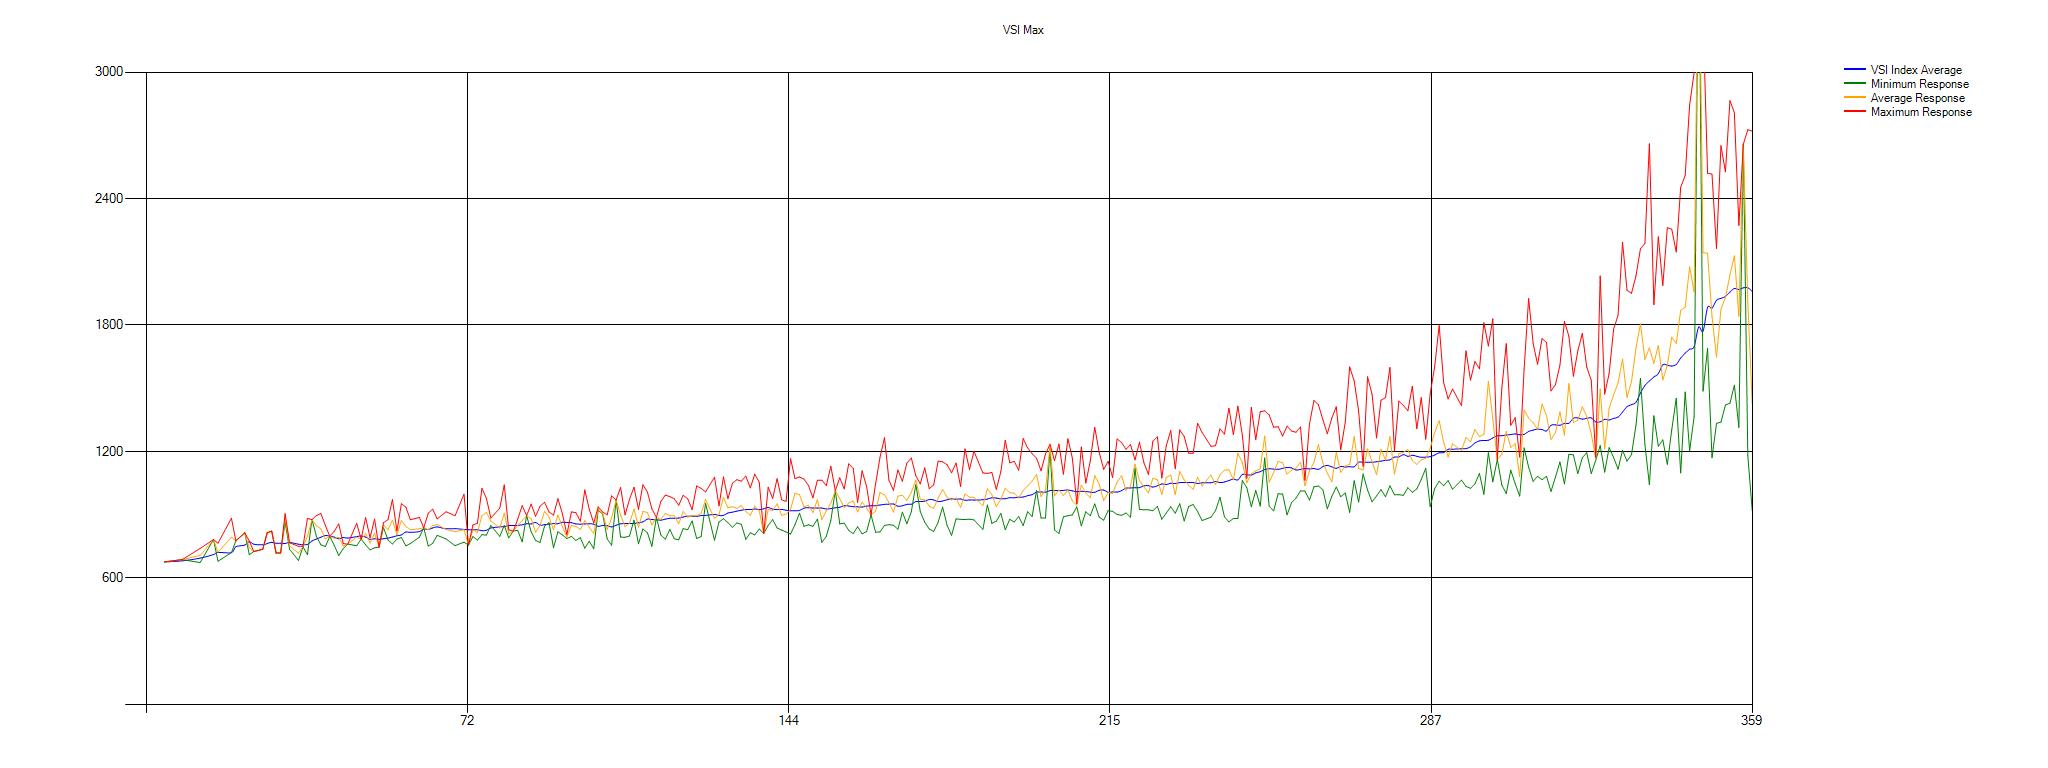 VSI Max
3000
2400
1800
1200
600
72
144
215
287
359
VSI Index Average
Minimum Response
Average Response
Maximum Response